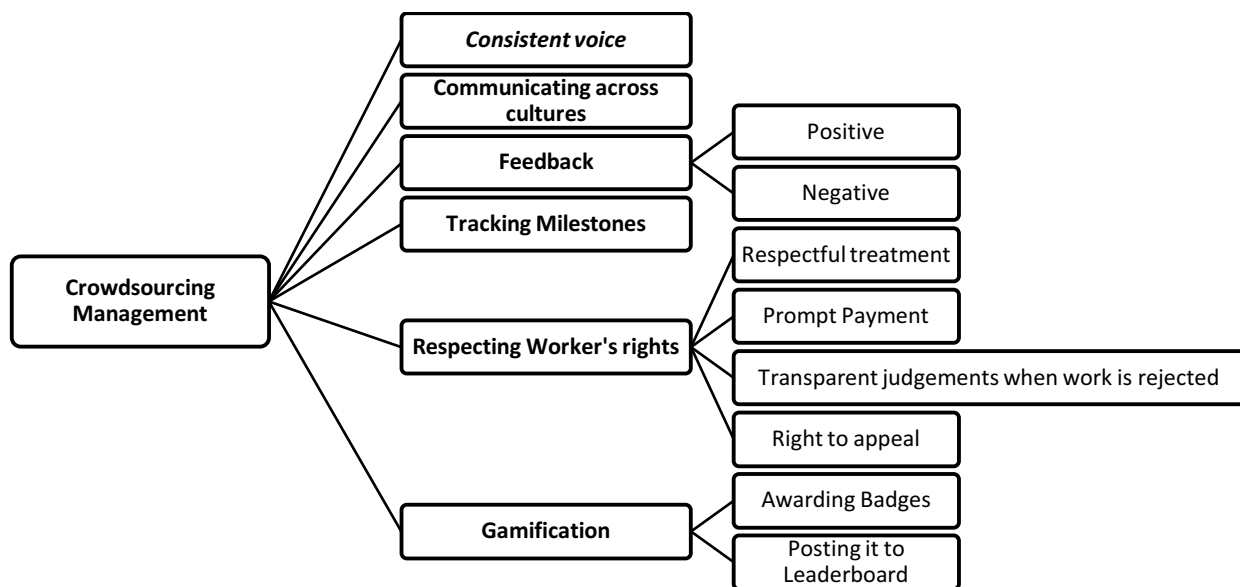 Consistent voice
Communicating across
cultures
Positive
Feedback
Negative
Tracking Milestones
Respectful treatment
Crowdsourcing
Management
Prompt Payment
Respecting Worker's rights
Transparent judgements when work is rejected
Right to appeal
Awarding Badges
Gamification
Posting it to
Leaderboard